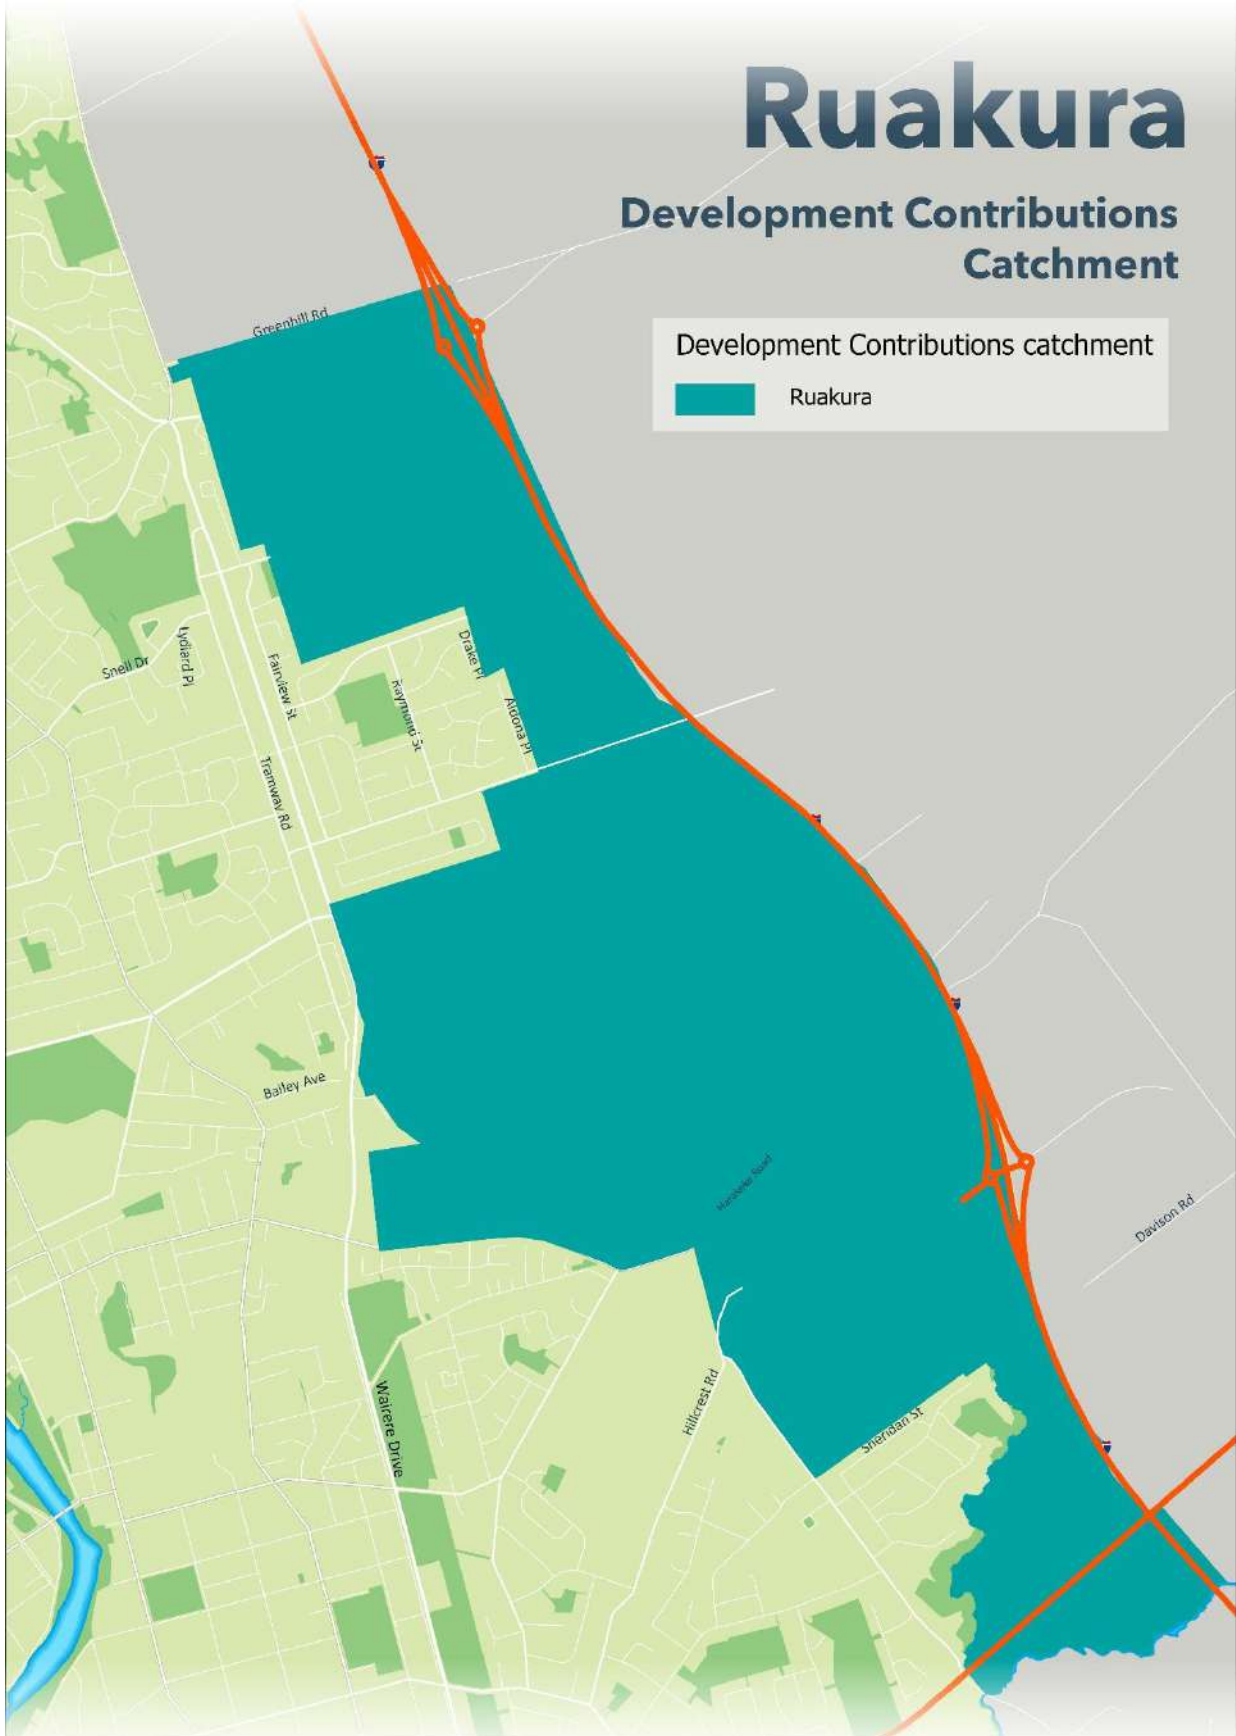 Ruakura
Development Contributions
Catchment
Development Contributions catchment
Ruakura
Greenhill Rd
Snell Dr
Lydiard Pl
Fairview St
Drake Pl
Raymond St
Aldona Pl
Tramway Rd
Bailey Ave
Davison Rd
Hillcrest Rd
Wairere Drive
Sheridan St